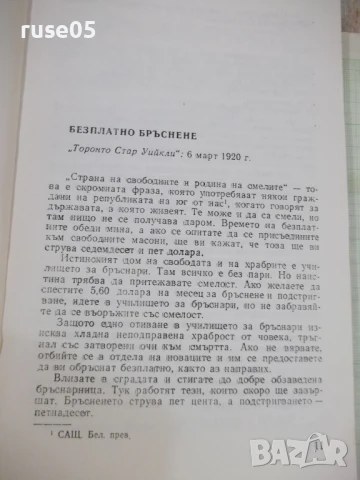 ruse05
БЕЗПЛАТНО БРЪСНЕНЕ
„Торонто Стар Уийкли“: 6 март 1920 г.
„Страна на свободните и родина на смелите“ — то-
ва е скромната фраза, която употребяват някои граж-
дани на републиката на юг от нас¹, когато говорят за
държавата, в която живеят. Те може и да са смели, но
там нищо не се получава даром. Времето на безплатни-
те обеди мина, а ако се опитате да се присъедините
към свободните масони, ще ви кажат, че това ще ви
струва седемдесет и пет долара.
Истинският дом на свободата и на храбрите е учи-
лището за бръснари. Там всичко е без пари. Но наис-
тина трябва да притежавате смелост. Ако желаете да
спестите 5,60 долара на месец за бръснене и подстриг-
ване, идете в училището за бръснари, но не забравяй-
те да се въоръжите със смелост.
Защото едно отиване в училището за бръснари из-
исква хладна неподправена храброст от човека, тръг-
нал със затворени очи към смъртта. Ако не вярвате,
отбийте се в отдела на новаците и им се предоставете
да ви обръснат безплатно, както аз направих.
Влизате в сградата и стигате до добре обзаведена
бръснарница. Тук работят тези, които скоро ще завър-
шат. Бръсненето струва пет цента, а подстригването —
петнадесет.
¹ САЩ. Бел. прев.
11
bazar.bg